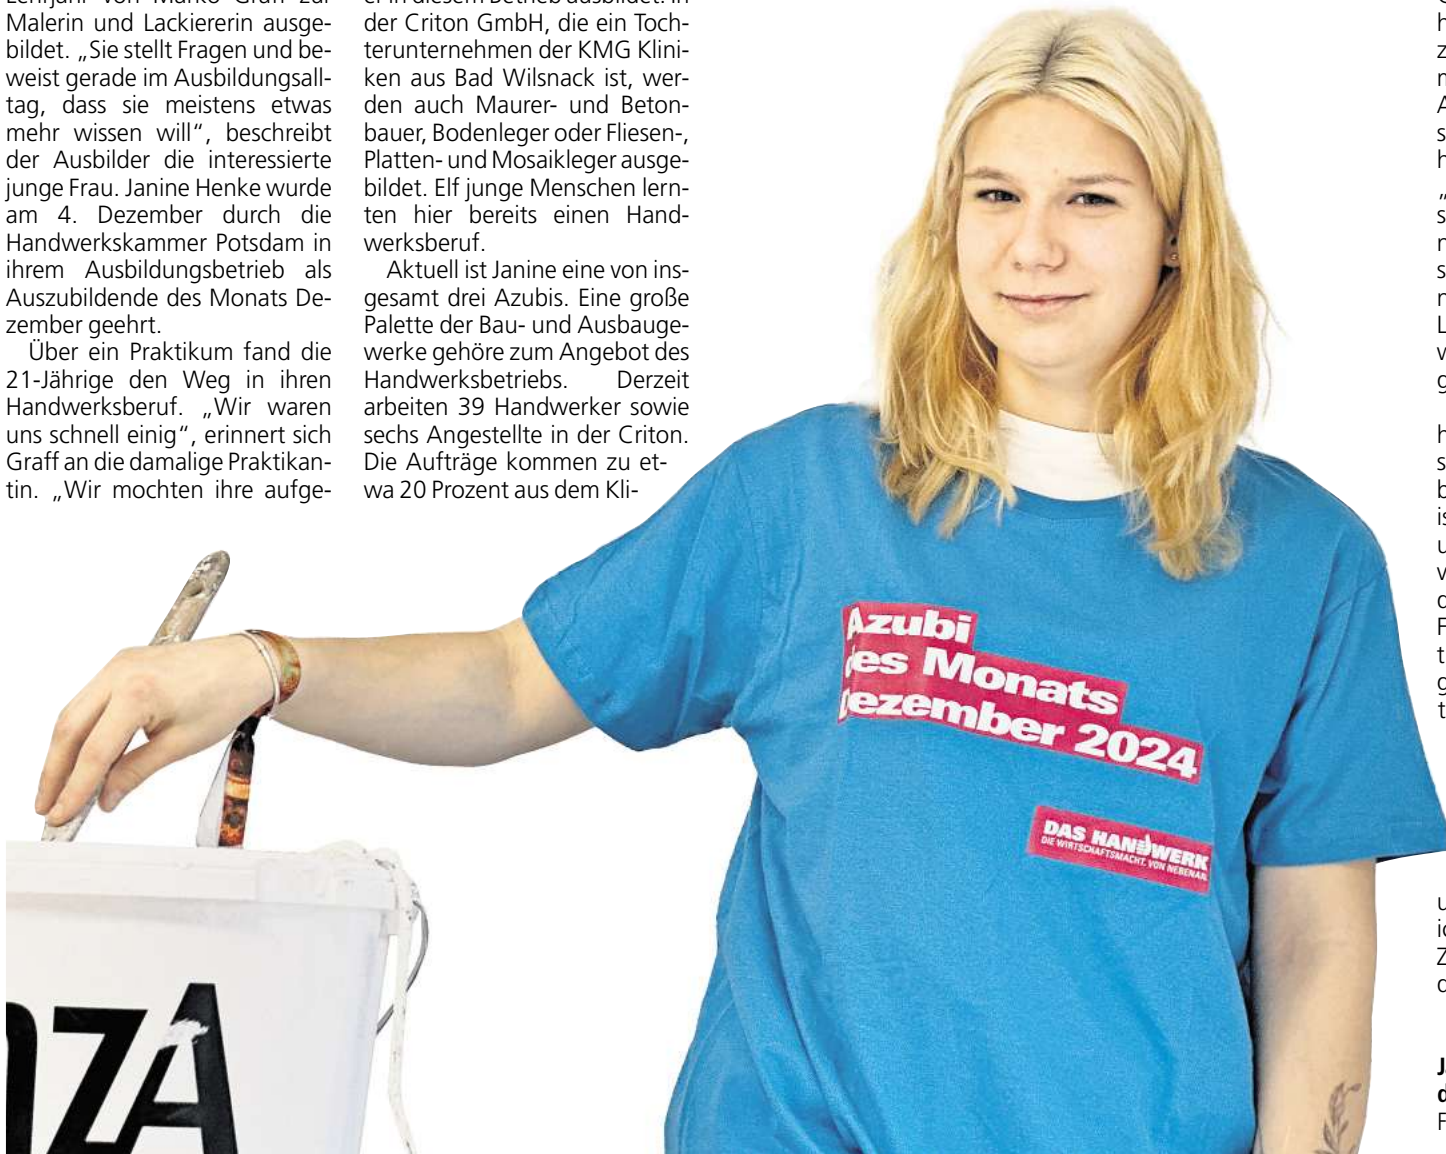 Malerin und Lackiererin ausge-
bildet. „Sie stellt Fragen und be-
weist gerade im Ausbildungsall-
tag, dass sie meistens etwas
mehr wissen will“, beschreibt
der Ausbilder die interessierte
junge Frau. Janine Henke wurde
am 4. Dezember durch die
Handwerkskammer Potsdam in
ihrem Ausbildungsbetrieb als
Auszubildende des Monats De-
zember geehrt.
Über ein Praktikum fand die
21-Jährige den Weg in ihren
Handwerksberuf. „Wir waren
uns schnell einig“, erinnert sich
Graff an die damalige Praktikan-
tin. „Wir mochten ihre aufge-
der Criton GmbH, die ein Toch-
terunternehmen der KMG Klini-
ken aus Bad Wilsnack ist, wer-
den auch Maurer- und Beton-
bauer, Bodenleger oder Fliesen-,
Platten- und Mosaikleger ausge-
bildet. Elf junge Menschen lern-
ten hier bereits einen Hand-
werksberuf.
Aktuell ist Janine eine von ins-
gesamt drei Azubis. Eine große
Palette der Bau- und Ausbauge-
werke gehöre zum Angebot des
Handwerksbetriebs. Derzeit
arbeiten 39 Handwerker sowie
sechs Angestellte in der Criton.
Die Aufträge kommen zu et-
wa 20 Prozent aus dem Kli-
Azubi
des Monats
Dezember 2024
DAS HANDWERK
DIE WIRTSCHAFTSMACHT. VON NEBENAN.